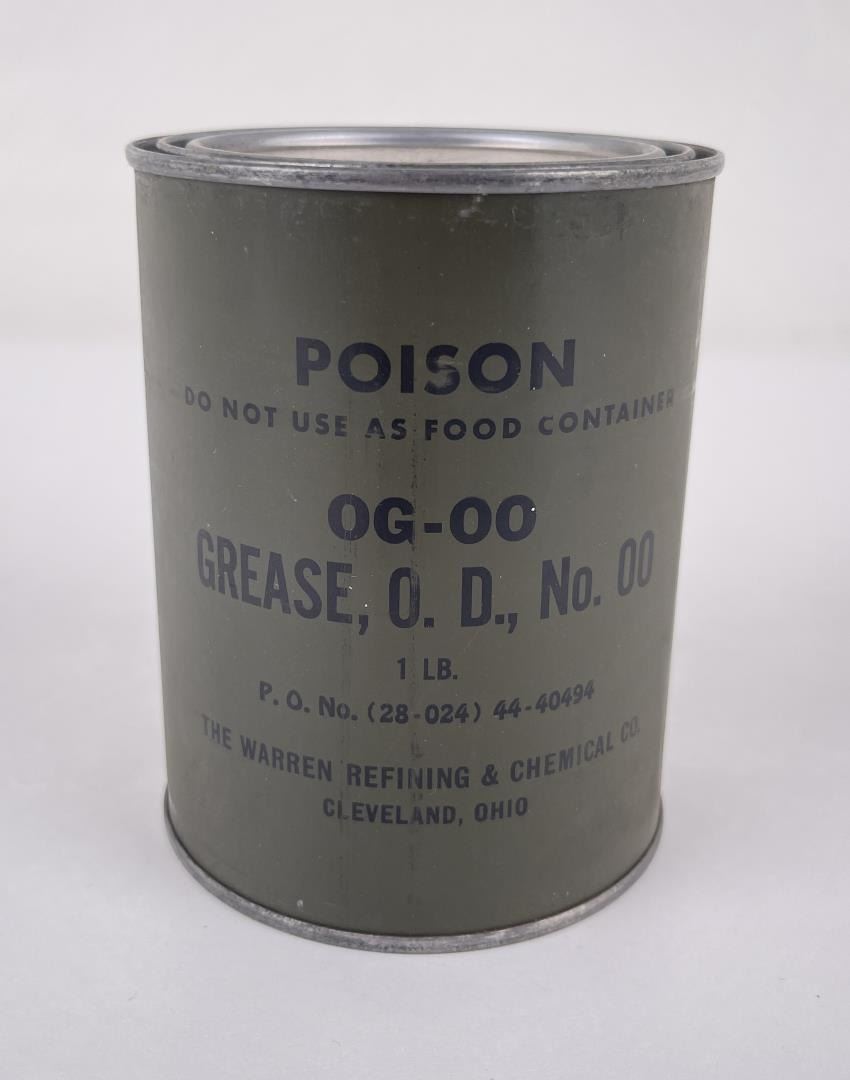 POISON
DO NOT USE AS FOOD CONTAINER
OG-00
GREASE, O. D., No. 00
1 LB.
P. O. No. (28-024) 44-40494
THE WARREN REFINING & CHEMICAL CO.
CLEVELAND, OHIO